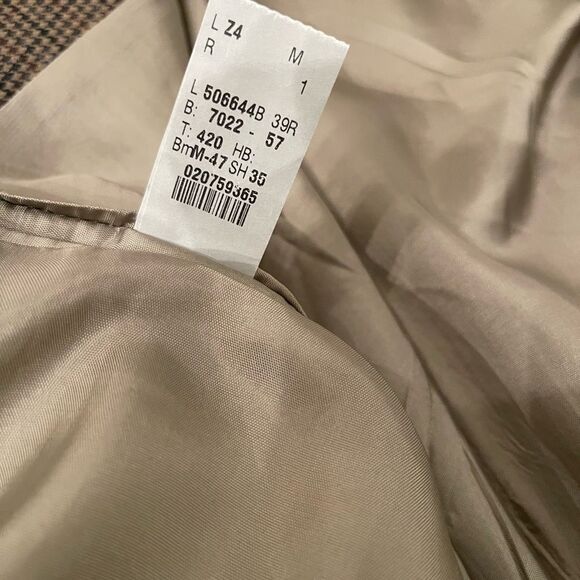 L Z4 M
R 1
L 506644B 39R
B: 7022 - 57
T: 420 HB:
BmM-47 SH 35
020759365